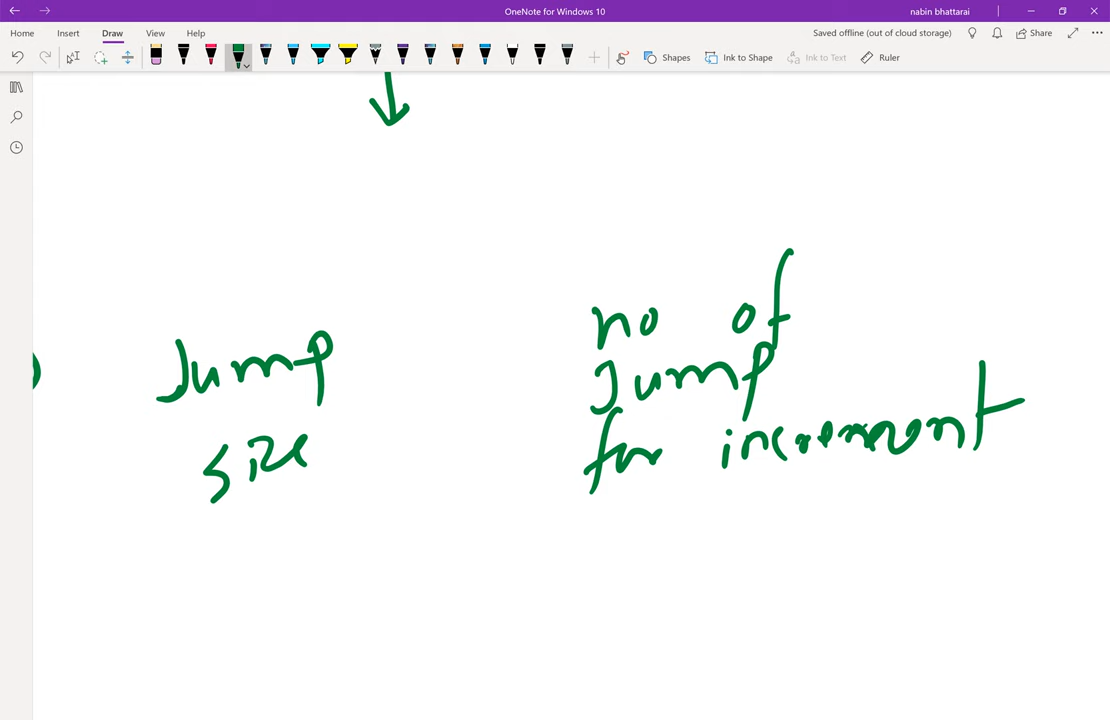 OneNote for Windows 10
nabin bhattarai
Home Insert Draw View Help
Saved offline (out of cloud storage)
Share
Shapes
Ink to Shape
Ink to Text
Ruler
Jump
size
no of
Jump
for increment